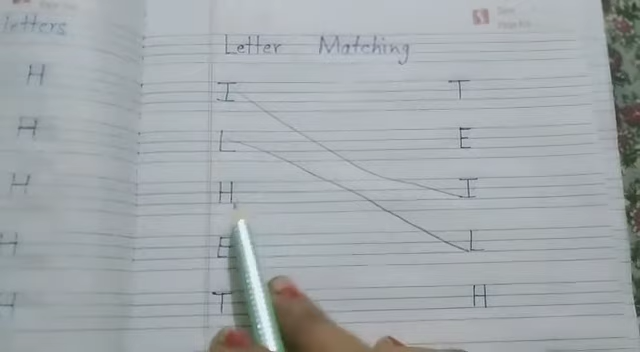 letters
Letter Matching
H I T
H L E
H H I
H E L
H T H